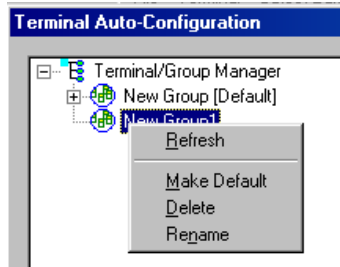 Terminal Auto-Configuration
Terminal/Group Manager
New Group [Default]
New Group1
Refresh
Make Default
Delete
Rename